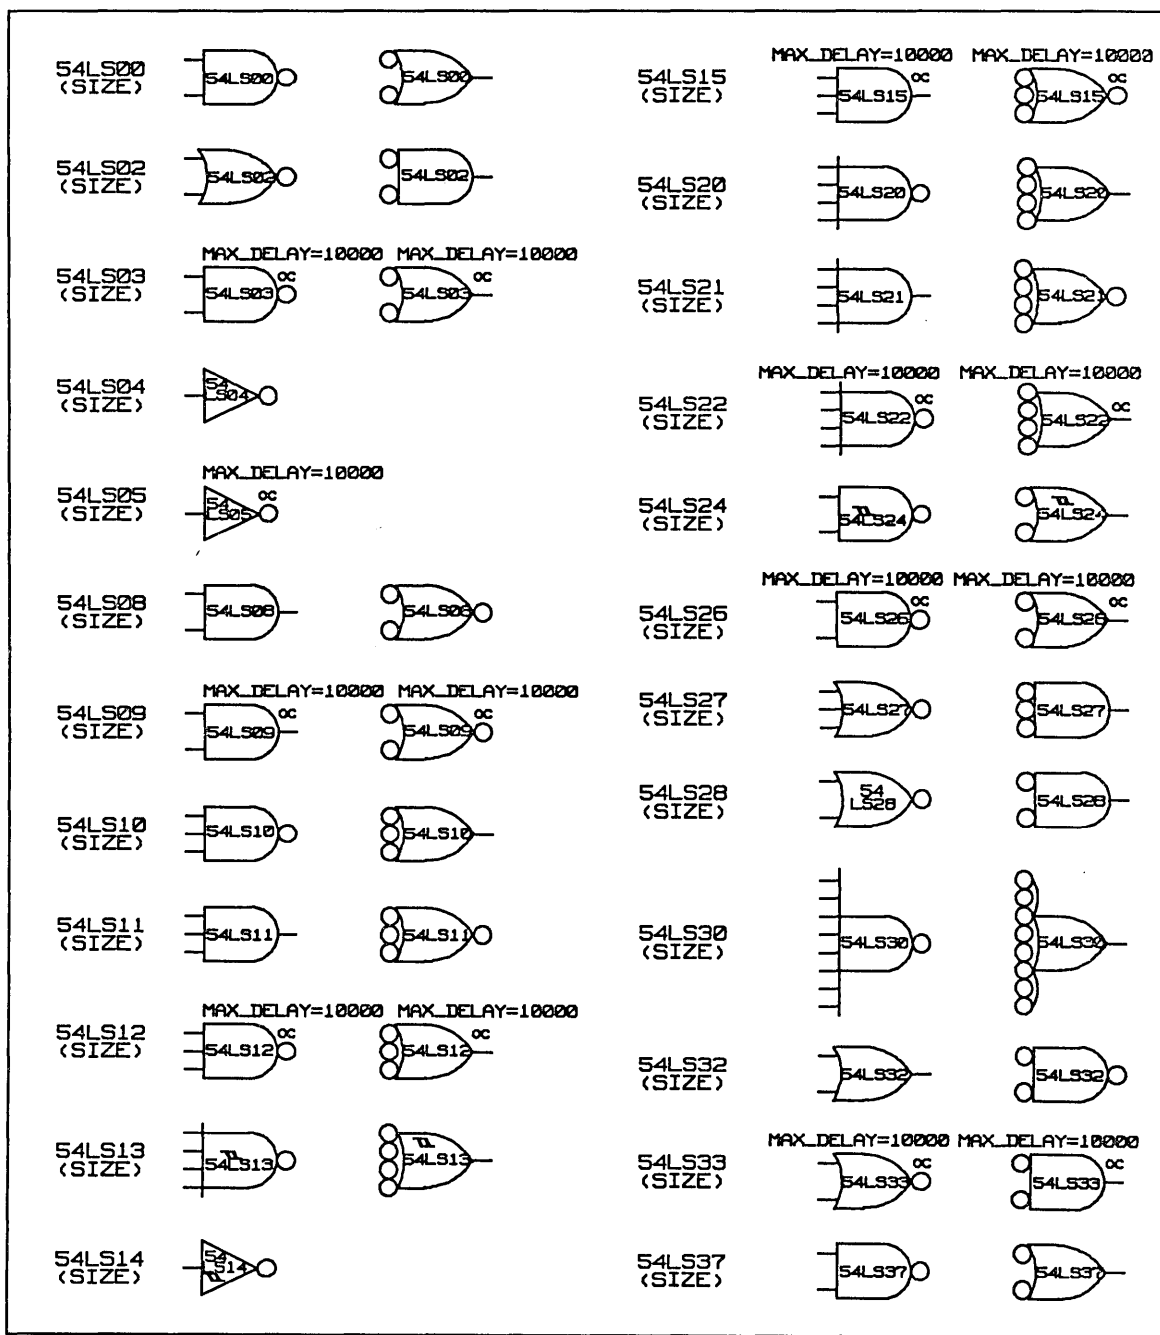 54LS00
(SIZE)
54LS00
54LS00
54LS02
(SIZE)
54LS02
54LS02
MAX_DELAY=10000 MAX_DELAY=10000
54LS03
(SIZE)
OC
54LS03
OC
54LS03
54LS04
(SIZE)
54
LS04
MAX_DELAY=10000
54LS05
(SIZE)
OC
54
LS05
54LS08
(SIZE)
54LS08
54LS08
MAX_DELAY=10000 MAX_DELAY=10000
54LS09
(SIZE)
OC
54LS09
OC
54LS09
54LS10
(SIZE)
54LS10
54LS10
54LS11
(SIZE)
54LS11
54LS11
MAX_DELAY=10000 MAX_DELAY=10000
54LS12
(SIZE)
OC
54LS12
OC
54LS12
54LS13
(SIZE)
54LS13
54LS13
54LS14
(SIZE)
54
LS14
MAX_DELAY=10000 MAX_DELAY=10000
54LS15
(SIZE)
OC
54LS15
OC
54LS15
54LS20
(SIZE)
54LS20
54LS20
54LS21
(SIZE)
54LS21
54LS21
MAX_DELAY=10000 MAX_DELAY=10000
54LS22
(SIZE)
OC
54LS22
OC
54LS22
54LS24
(SIZE)
54LS24
54LS24
MAX_DELAY=10000 MAX_DELAY=10000
54LS26
(SIZE)
OC
54LS26
OC
54LS26
54LS27
(SIZE)
54LS27
54LS27
54LS28
(SIZE)
54
LS28
54LS28
54LS30
(SIZE)
54LS30
54LS30
54LS32
(SIZE)
54LS32
54LS32
MAX_DELAY=10000 MAX_DELAY=10000
54LS33
(SIZE)
OC
54LS33
OC
54LS33
54LS37
(SIZE)
54LS37
54LS37